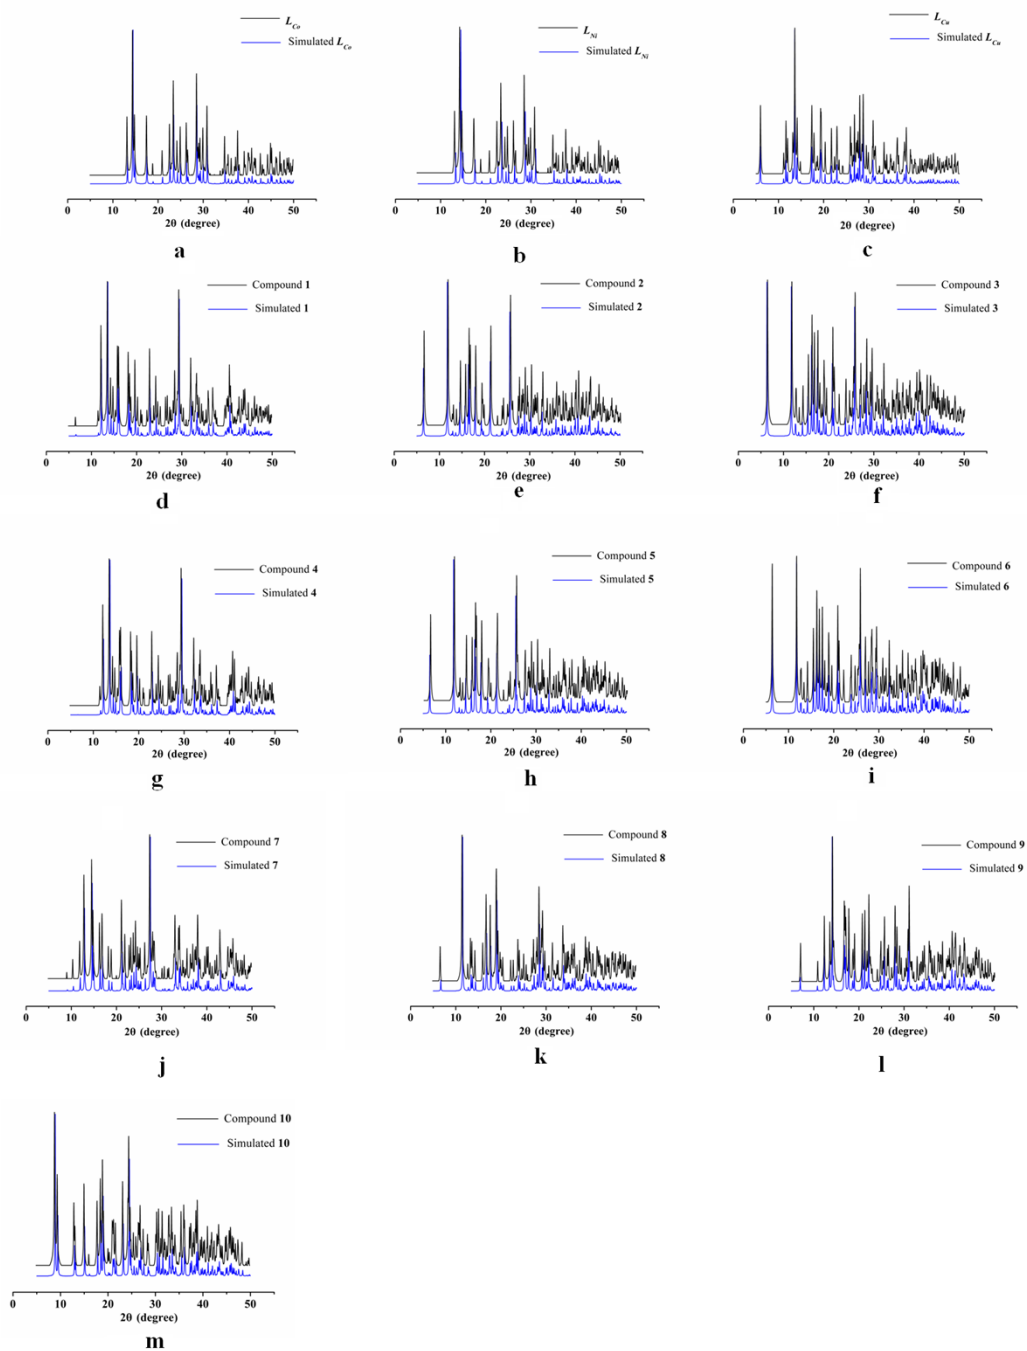 L_Co
Simulated L_Co
0 10 20 30 40 50
2θ (degree)
a
L_Ni
Simulated L_Ni
0 10 20 30 40 50
2θ (degree)
b
L_Cu
Simulated L_Cu
0 10 20 30 40 50
2θ (degree)
c
Compound 1
Simulated 1
0 10 20 30 40 50
2θ (degree)
d
Compound 2
Simulated 2
0 10 20 30 40 50
2θ (degree)
e
Compound 3
Simulated 3
0 10 20 30 40 50
2θ (degree)
f
Compound 4
Simulated 4
0 10 20 30 40 50
2θ (degree)
g
Compound 5
Simulated 5
0 10 20 30 40 50
2θ (degree)
h
Compound 6
Simulated 6
0 10 20 30 40 50
2θ (degree)
i
Compound 7
Simulated 7
0 10 20 30 40 50
2θ (degree)
j
Compound 8
Simulated 8
0 10 20 30 40 50
2θ (degree)
k
Compound 9
Simulated 9
0 10 20 30 40 50
2θ (degree)
l
Compound 10
Simulated 10
0 10 20 30 40 50
2θ (degree)
m